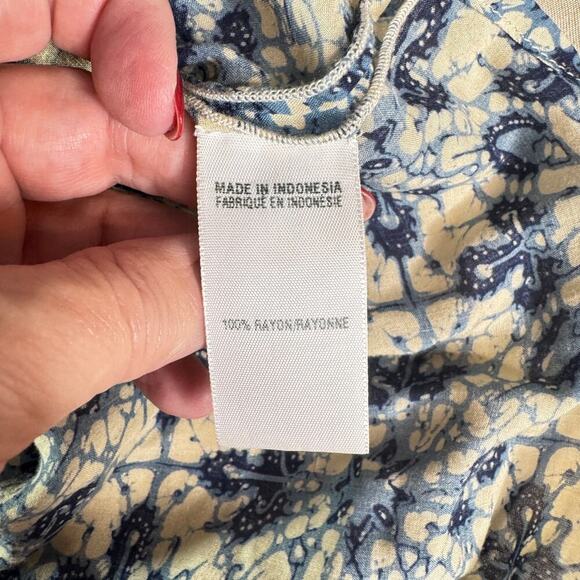 MADE IN INDONESIA
FABRIQUÉ EN INDONÉSIE
100% RAYON/RAYONNE